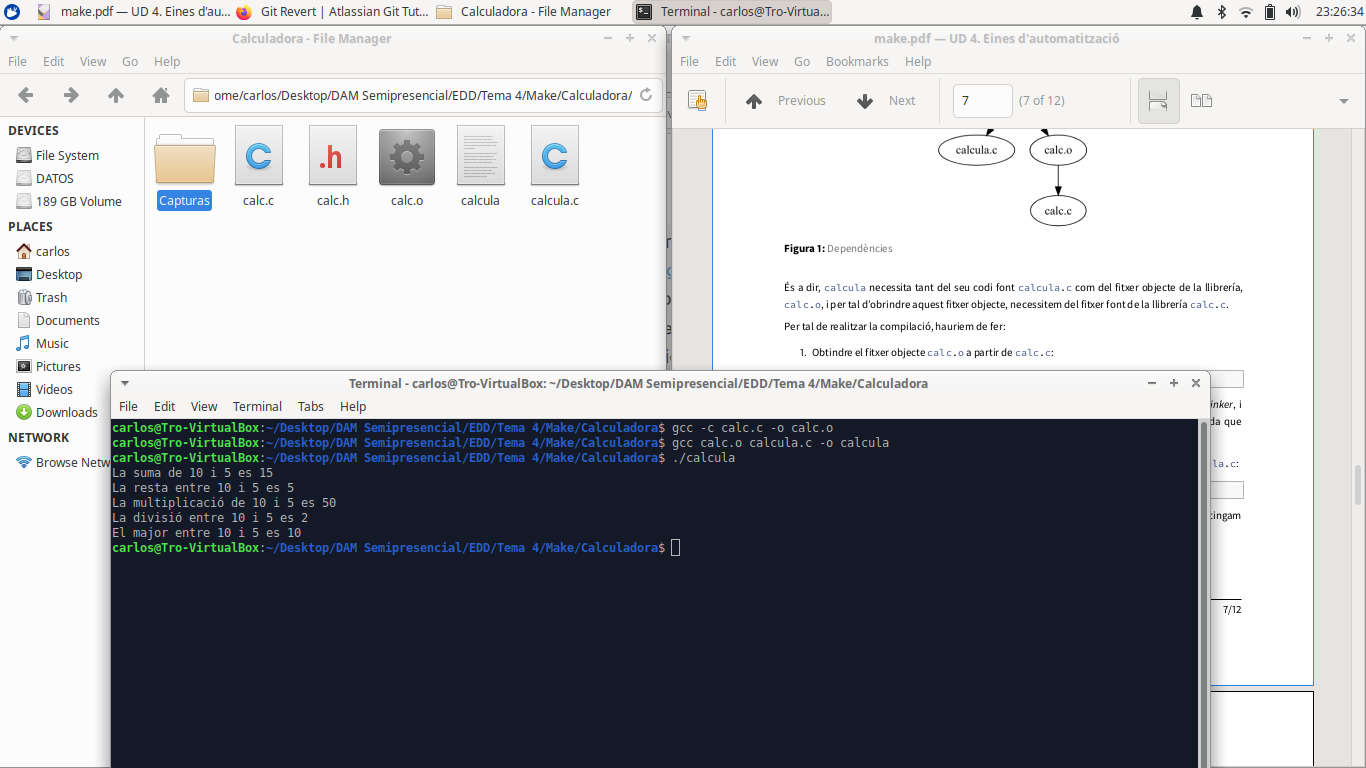 make.pdf — UD 4. Eines d'au...
Git Revert | Atlassian Git Tut...
Calculadora - File Manager
Terminal - carlos@Tro-Virtua...
23:26:34
Calculadora - File Manager
File Edit View Go Help
ome/carlos/Desktop/DAM Semipresencial/EDD/Tema 4/Make/Calculadora/
DEVICES
File System
DATOS
189 GB Volume
PLACES
carlos
Desktop
Trash
Documents
Music
Pictures
Videos
Downloads
NETWORK
Browse Netw
C
.h
C
Capturas
calc.c
calc.h
calc.o
calcula
calcula.c
make.pdf — UD 4. Eines d'automatització
File Edit View Go Bookmarks Help
Previous
Next
7
(7 of 12)
calcula.c
calc.o
calc.c
Figura 1: Dependències
És a dir, calcula necessita tant del seu codi font calcula.c com del fitxer objecte de la llibrería,
calc.o, i per tal d'obrindre aquest fitxer objecte, necessitem del fitxer font de la llibrería calc.c.
Per tal de realitzar la compilació, hauriem de fer:
1. Obtindre el fitxer objecte calc.o a partir de calc.c:
inker, i
da que
la.c:
tingam
7/12
Terminal - carlos@Tro-VirtualBox: ~/Desktop/DAM Semipresencial/EDD/Tema 4/Make/Calculadora
File Edit View Terminal Tabs Help
carlos@Tro-VirtualBox:~/Desktop/DAM Semipresencial/EDD/Tema 4/Make/Calculadora$ gcc -c calc.c -o calc.o
carlos@Tro-VirtualBox:~/Desktop/DAM Semipresencial/EDD/Tema 4/Make/Calculadora$ gcc calc.o calcula.c -o calcula
carlos@Tro-VirtualBox:~/Desktop/DAM Semipresencial/EDD/Tema 4/Make/Calculadora$ ./calcula
La suma de 10 i 5 es 15
La resta entre 10 i 5 es 5
La multiplicació de 10 i 5 es 50
La divisió entre 10 i 5 es 2
El major entre 10 i 5 es 10
carlos@Tro-VirtualBox:~/Desktop/DAM Semipresencial/EDD/Tema 4/Make/Calculadora$